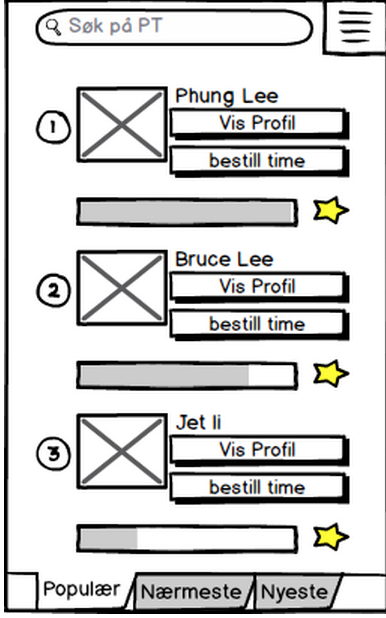 Søk på PT
Phung Lee
1
Vis Profil
bestill time
Bruce Lee
2
Vis Profil
bestill time
Jet li
3
Vis Profil
bestill time
Populær Nærmeste Nyeste